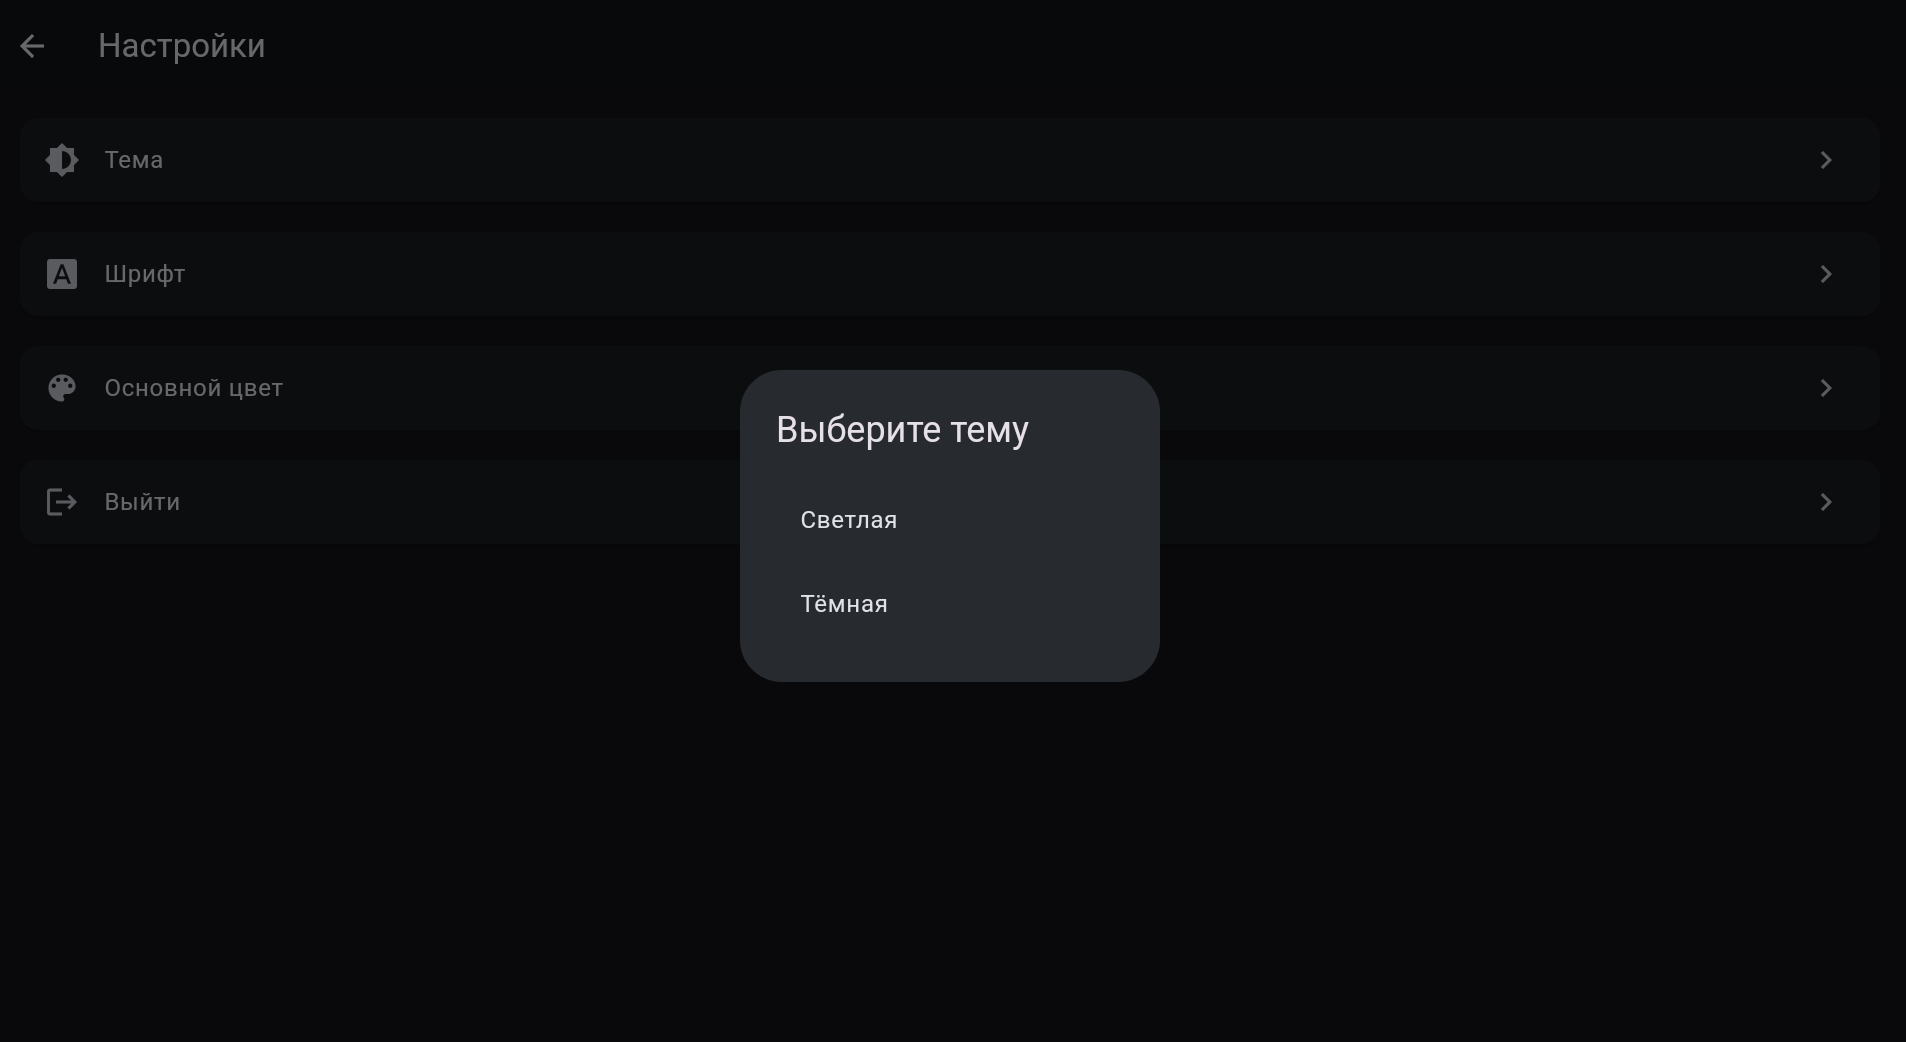 Настройки
Тема
Шрифт
Основной цвет
Выйти
Выберите тему
Светлая
Тёмная